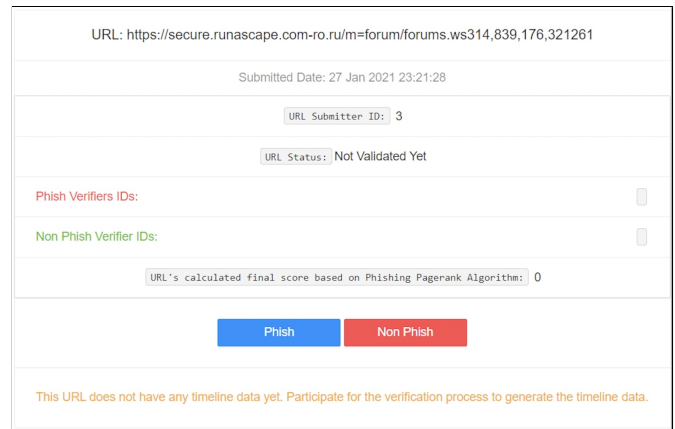 URL: https://secure.runascape.com-ro.ru/m=forum/forums.ws314,839,176,321261
Submitted Date: 27 Jan 2021 23:21:28
URL Submitter ID: 3
URL Status: Not Validated Yet
Phish Verifiers IDs:
Non Phish Verifier IDs:
URL's calculated final score based on Phishing Pagerank Algorithm: 0
Phish Non Phish
This URL does not have any timeline data yet. Participate for the verification process to generate the timeline data.